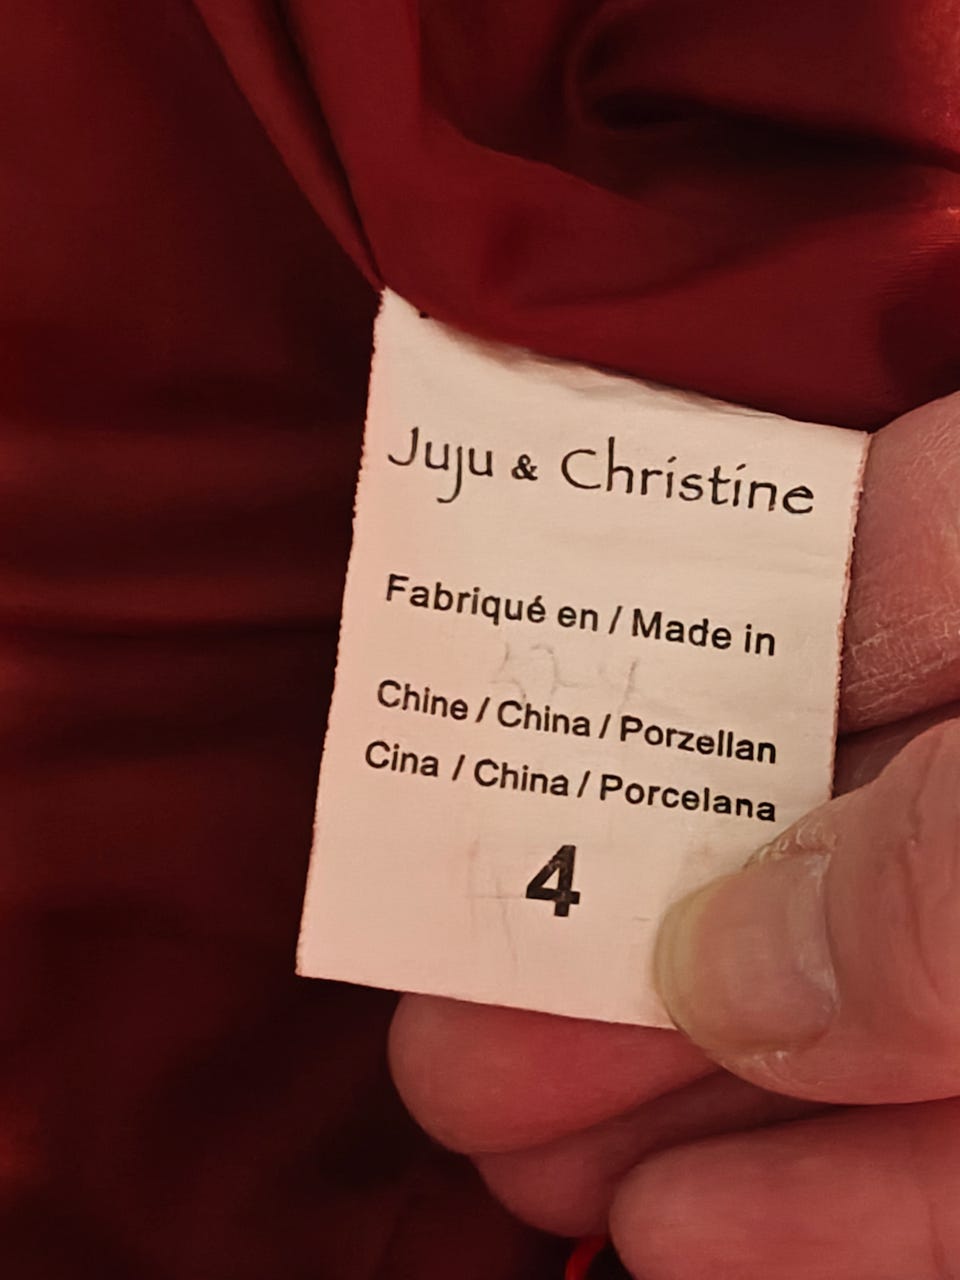 Juju & Christine
Fabriqué en / Made in
Chine / China / Porzellan
Cina / China / Porcelana
4